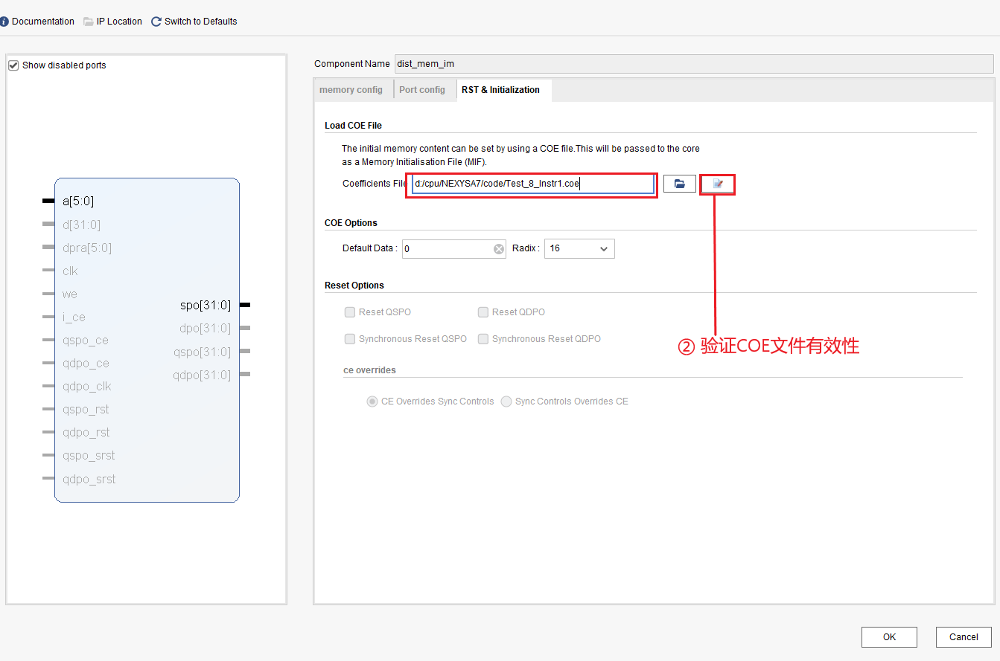 Documentation IP Location Switch to Defaults
Show disabled ports
a[5:0]
d[31:0]
dpra[5:0]
clk
we
i_ce
qspo_ce
qdpo_ce
qdpo_clk
qspo_rst
qdpo_rst
qspo_srst
qdpo_srst
spo[31:0]
dpo[31:0]
qspo[31:0]
qdpo[31:0]
Component Name dist_mem_im
memory config Port config RST & Initialization
Load COE File
The initial memory content can be set by using a COE file.This will be passed to the core
as a Memory Initialisation File (MIF).
Coefficients File d:/cpu/NEXYSA7/code/Test_8_Instr1.coe
COE Options
Default Data : 0 Radix : 16
Reset Options
Reset QSPO Reset QDPO
Synchronous Reset QSPO Synchronous Reset QDPO
② 验证COE文件有效性
ce overrides
CE Overrides Sync Controls Sync Controls Overrides CE
OK Cancel